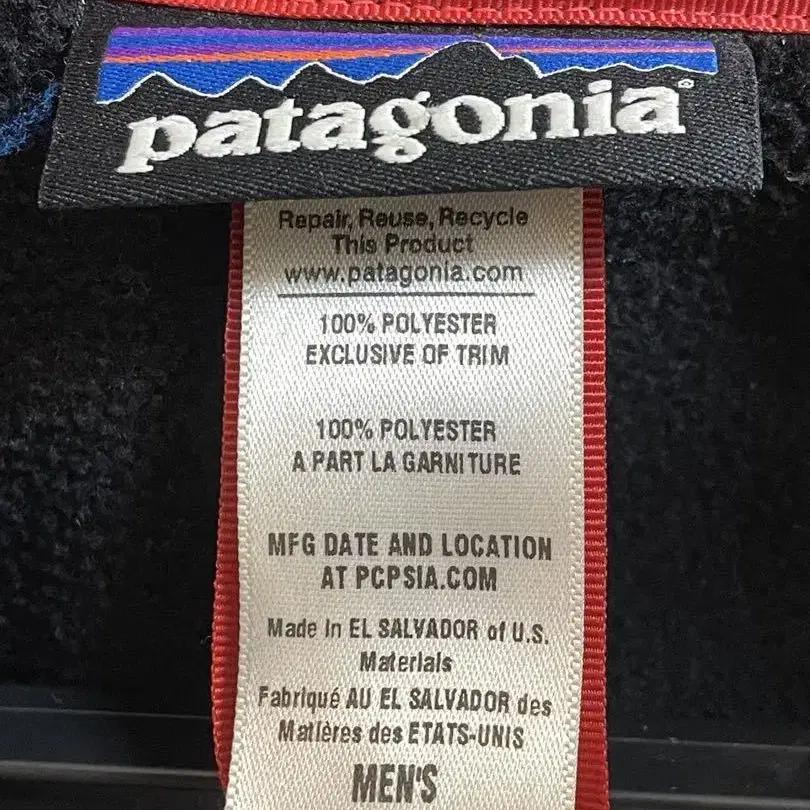 patagonia®
Repair, Reuse, Recycle
This Product
www.patagonia.com
100% POLYESTER
EXCLUSIVE OF TRIM
100% POLYESTER
A PART LA GARNITURE
MFG DATE AND LOCATION
AT PCPSIA.COM
Made in EL SALVADOR of U.S.
Materials
Fabriqué AU EL SALVADOR des
Matières des ETATS-UNIS
MEN'S